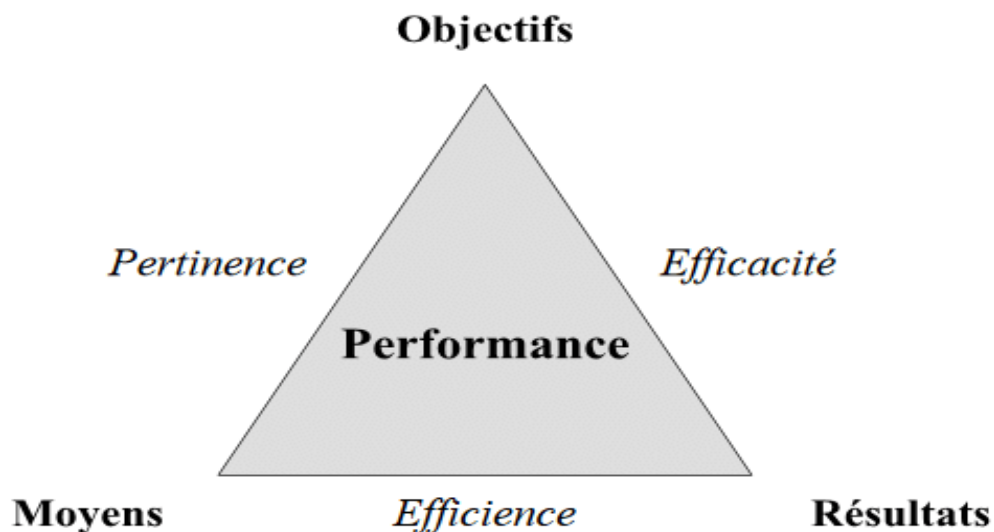 Objectifs
Pertinence
Efficacité
Performance
Moyens
Efficience
Résultats